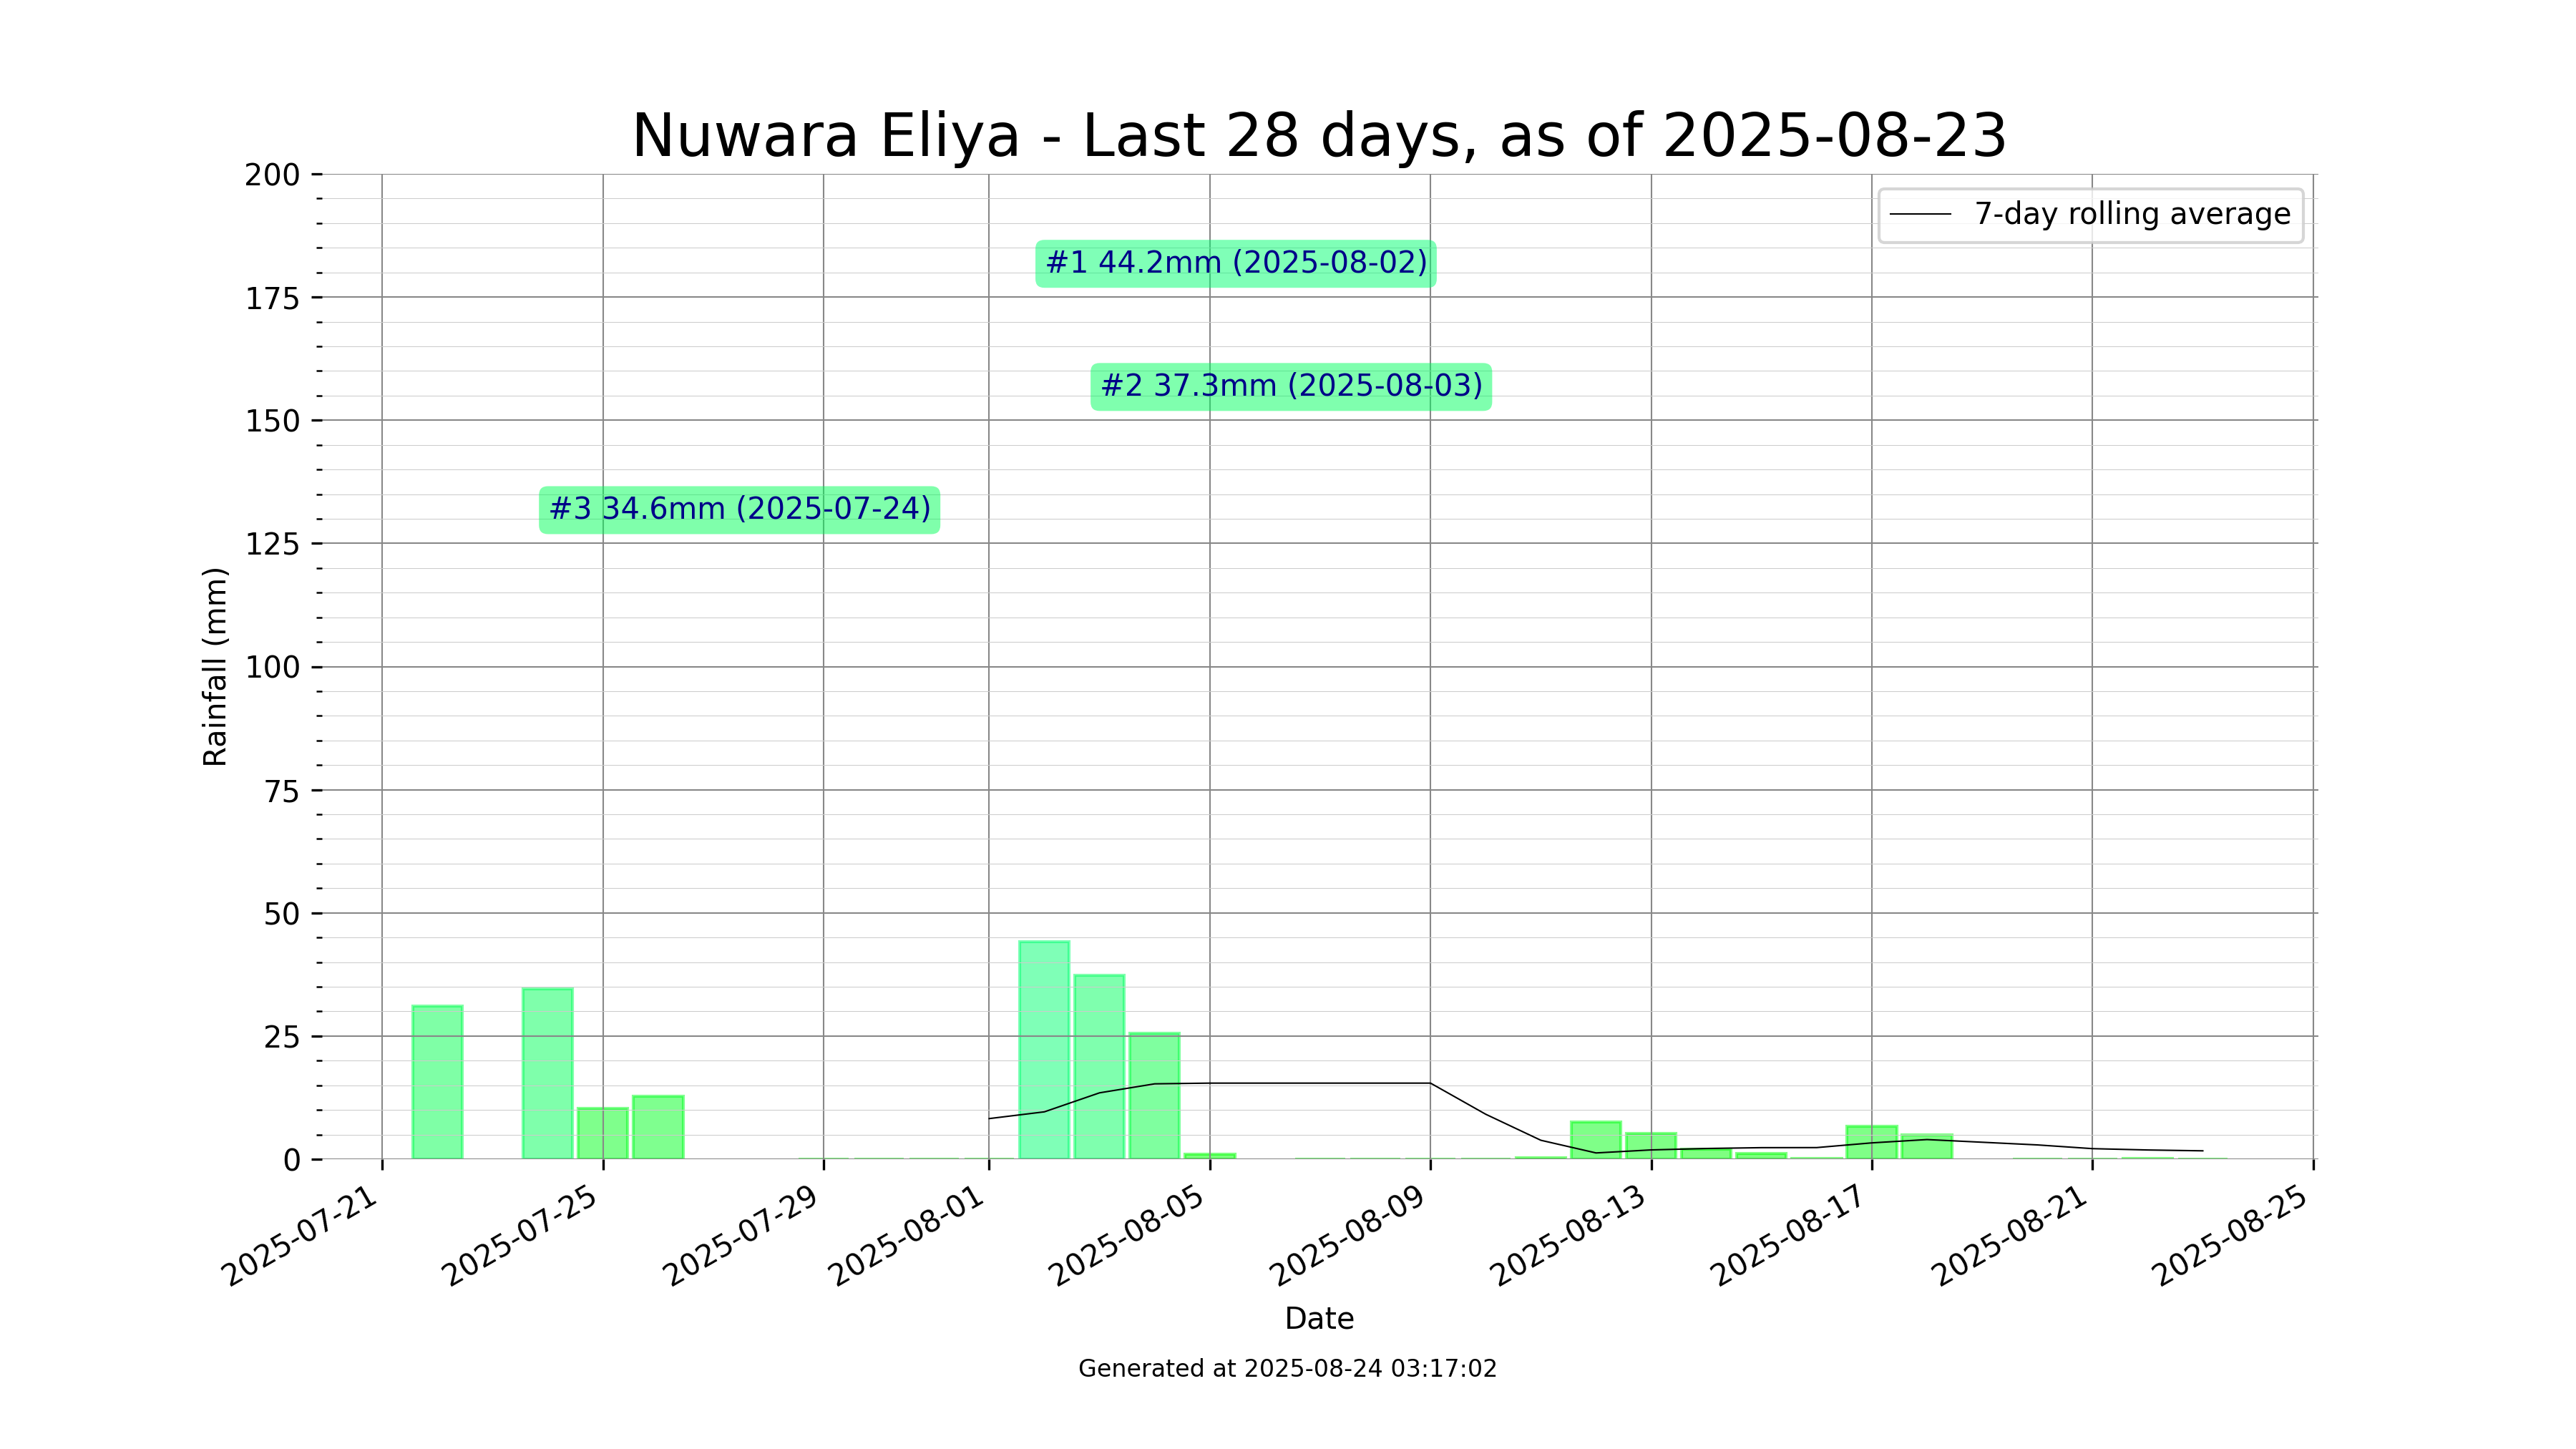 Nuwara Eliya - Last 28 days, as of 2025-08-23
7-day rolling average
#1 44.2mm (2025-08-02)
#2 37.3mm (2025-08-03)
#3 34.6mm (2025-07-24)
Rainfall (mm)
200
175
150
125
100
75
50
25
0
2025-07-21
2025-07-25
2025-07-29
2025-08-01
2025-08-05
2025-08-09
2025-08-13
2025-08-17
2025-08-21
2025-08-25
Date
Generated at 2025-08-24 03:17:02